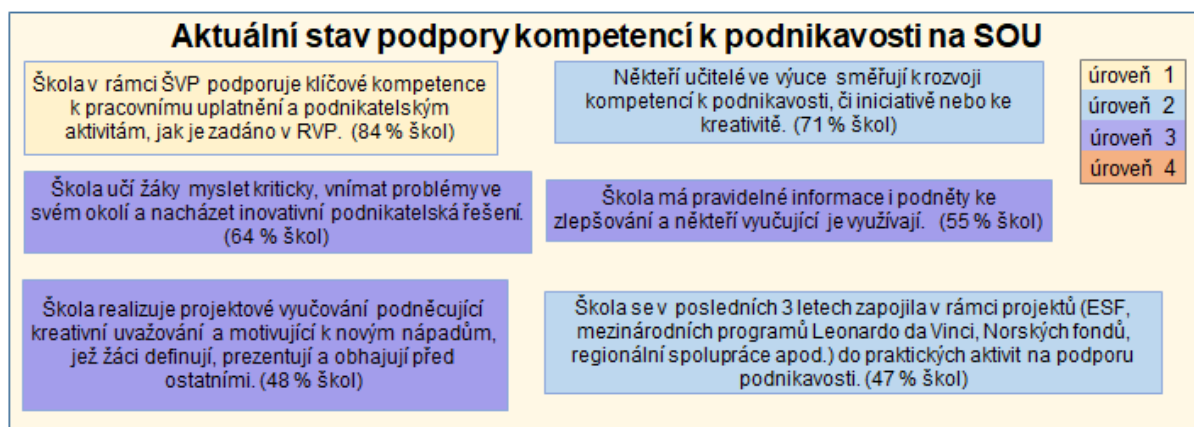 Aktuální stav podpory kompetencí k podnikavosti na SOU
Škola v rámci ŠVP podporuje klíčové kompetence
k pracovnímu uplatnění a podnikatelským
aktivitám, jak je zadáno v RVP. (84 % škol)
Někteří učitelé ve výuce směřují k rozvoji
kompetencí k podnikavosti, či iniciativě nebo ke
kreativitě. (71 % škol)
úroveň 1
úroveň 2
úroveň 3
úroveň 4
Škola učí žáky myslet kriticky, vnímat problémy ve
svém okolí a nacházet inovativní podnikatelská řešení.
(64 % škol)
Škola má pravidelné informace i podněty ke
zlepšování a někteří vyučující je využívají. (55 % škol)
Škola realizuje projektové vyučování podněcující
kreativní uvažování a motivující k novým nápadům,
jež žáci definují, prezentují a obhajují před
ostatními. (48 % škol)
Škola se v posledních 3 letech zapojila v rámci projektů (ESF,
mezinárodních programů Leonardo da Vinci, Norských fondů,
regionální spolupráce apod.) do praktických aktivit na podporu
podnikavosti. (47 % škol)